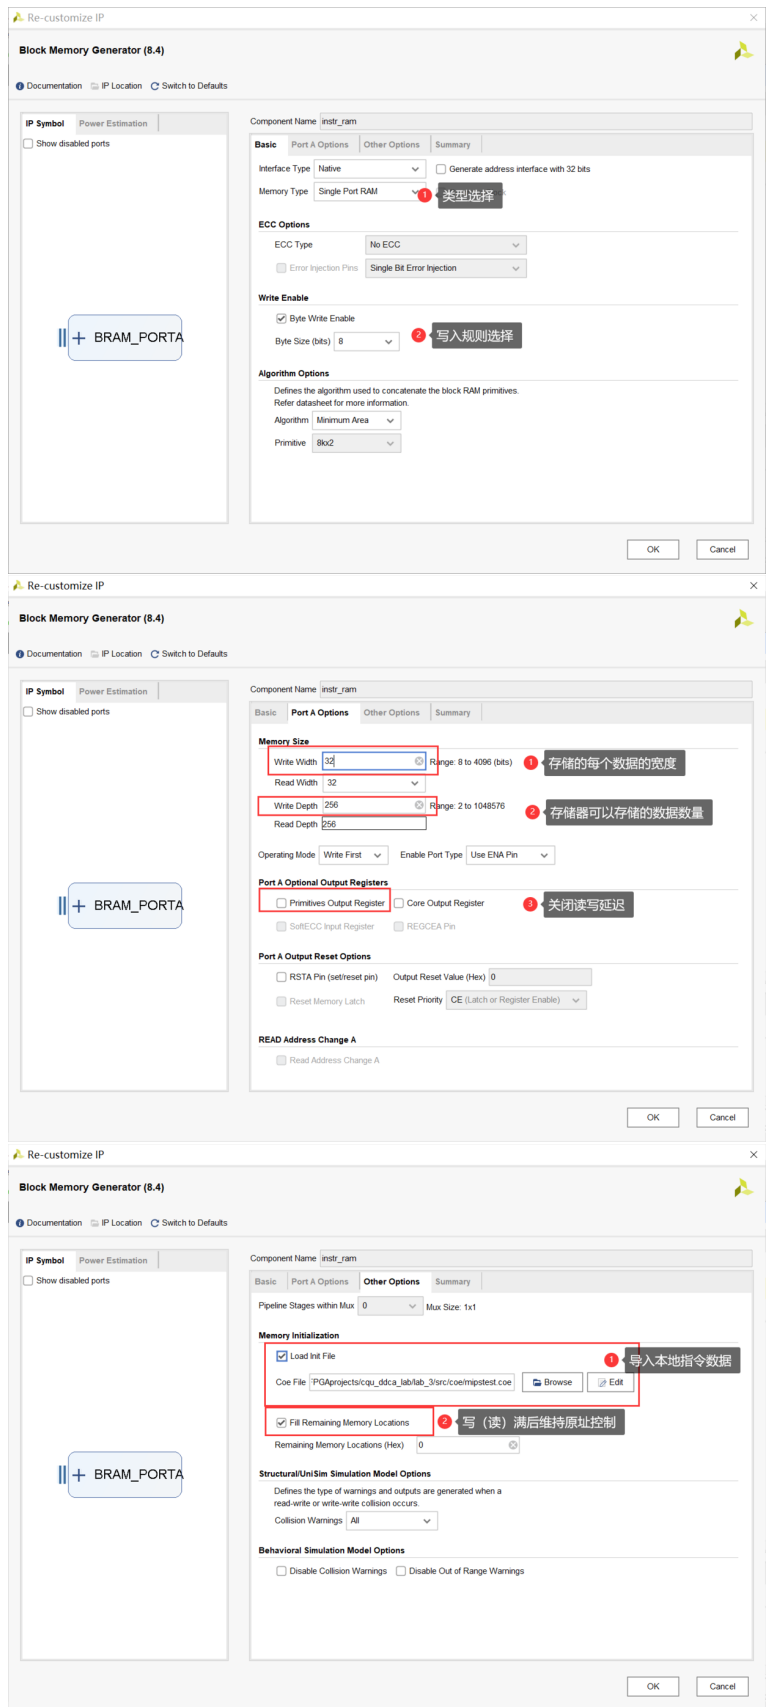 Re-customize IP
Block Memory Generator (8.4)
Documentation IP Location Switch to Defaults
IP Symbol Power Estimation
Show disabled ports
BRAM_PORTA
Component Name instr_ram
Basic Port A Options Other Options Summary
Interface Type Native Generate address interface with 32 bits
Memory Type Single Port RAM 1 类型选择
ECC Options
ECC Type No ECC
Error Injection Pins Single Bit Error Injection
Write Enable
Byte Write Enable
Byte Size (bits) 8 2 写入规则选择
Algorithm Options
Defines the algorithm used to concatenate the block RAM primitives.
Refer datasheet for more information.
Algorithm Minimum Area
Primitive 8kx2
OK Cancel
Re-customize IP
Block Memory Generator (8.4)
Documentation IP Location Switch to Defaults
IP Symbol Power Estimation
Show disabled ports
BRAM_PORTA
Component Name instr_ram
Basic Port A Options Other Options Summary
Memory Size
Write Width 32 Range: 8 to 4096 (bits) 1 存储的每个数据的宽度
Read Width 32
Write Depth 256 Range: 2 to 1048576 2 存储器可以存储的数据数量
Read Depth 256
Operating Mode Write First Enable Port Type Use ENA Pin
Port A Optional Output Registers
Primitives Output Register Core Output Register 3 关闭读写延迟
SoftECC Input Register REGCEA Pin
Port A Output Reset Options
RSTA Pin (set/reset pin) Output Reset Value (Hex) 0
Reset Memory Latch Reset Priority CE (Latch or Register Enable)
READ Address Change A
Read Address Change A
OK Cancel
Re-customize IP
Block Memory Generator (8.4)
Documentation IP Location Switch to Defaults
IP Symbol Power Estimation
Show disabled ports
BRAM_PORTA
Component Name instr_ram
Basic Port A Options Other Options Summary
Pipeline Stages within Mux 0 Mux Size: 1x1
Memory Initialization
Load Init File 1 导入本地指令数据
Coe File PGAprojects/cqu_ddca_lab/lab_3/src/coe/mipstest.coe Browse Edit
Fill Remaining Memory Locations 2 写（读）满后维持原址控制
Remaining Memory Locations (Hex) 0
Structural/UniSim Simulation Model Options
Defines the type of warnings and outputs are generated when a
read-write or write-write collision occurs.
Collision Warnings All
Behavioral Simulation Model Options
Disable Collision Warnings Disable Out of Range Warnings
OK Cancel